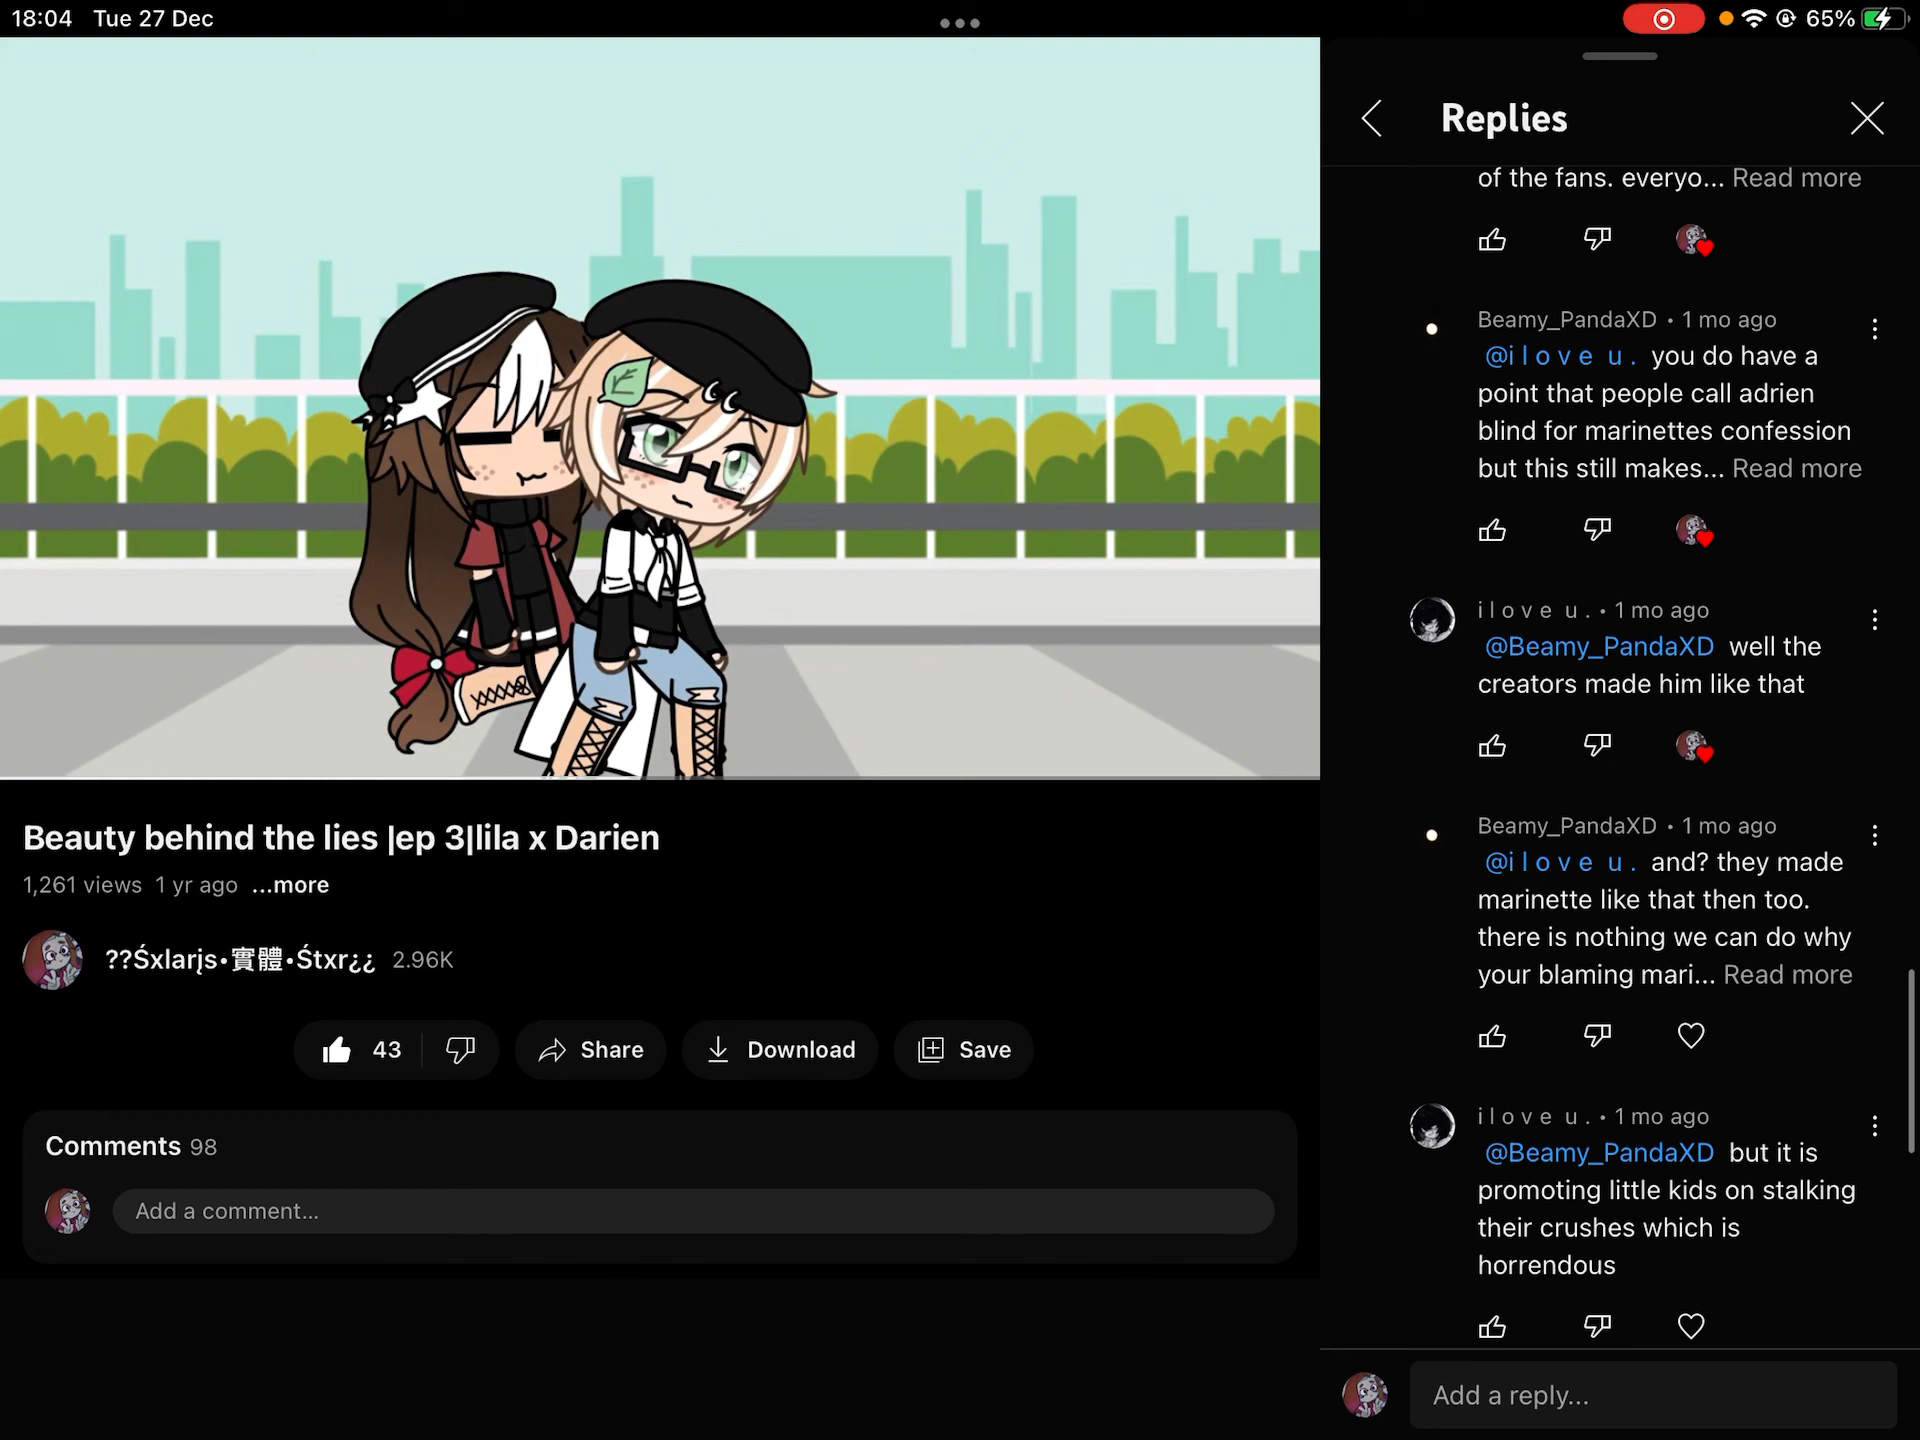 18:04 Tue 27 Dec
65%
Replies
of the fans. everyo... Read more
Beamy_PandaXD • 1 mo ago
@i l o v e u . you do have a
point that people call adrien
blind for marinettes confession
but this still makes... Read more
i l o v e u . • 1 mo ago
@Beamy_PandaXD well the
creators made him like that
Beamy_PandaXD • 1 mo ago
@i l o v e u . and? they made
marinette like that then too.
there is nothing we can do why
your blaming mari... Read more
i l o v e u . • 1 mo ago
@Beamy_PandaXD but it is
promoting little kids on stalking
their crushes which is
horrendous
Add a reply...
Beauty behind the lies |ep 3|lila x Darien
1,261 views 1 yr ago ...more
??Śxlarįs•實體•Śtxr¿¿ 2.96K
43
Share
Download
Save
Comments 98
Add a comment...